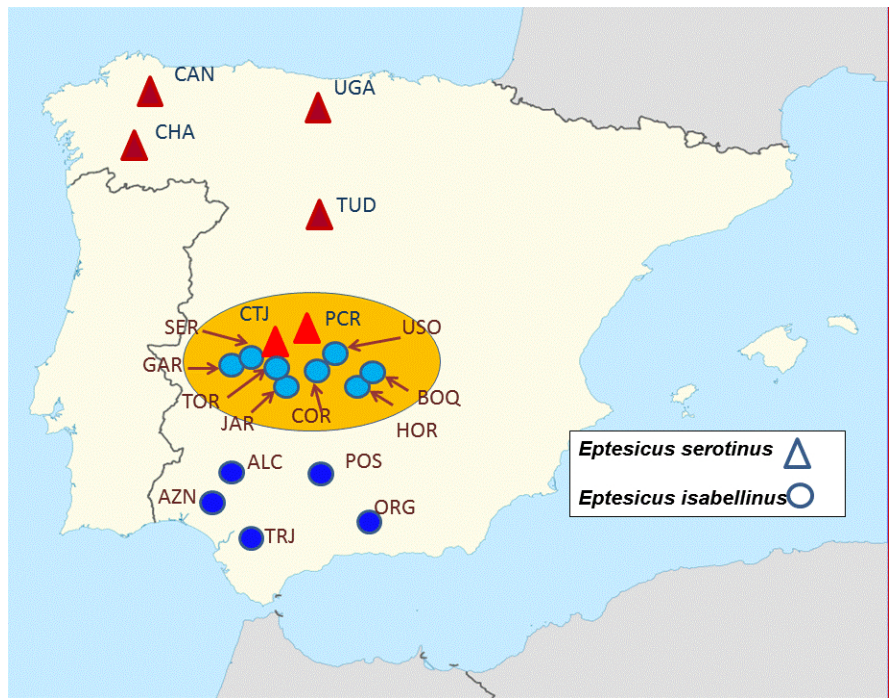 CAN
UGA
CHA
TUD
CTJ
PCR
SER
USO
GAR
TOR
BOQ
JAR
COR
HOR
Eptesicus serotinus
ALC
POS
AZN
Eptesicus isabellinus
ORG
TRJ